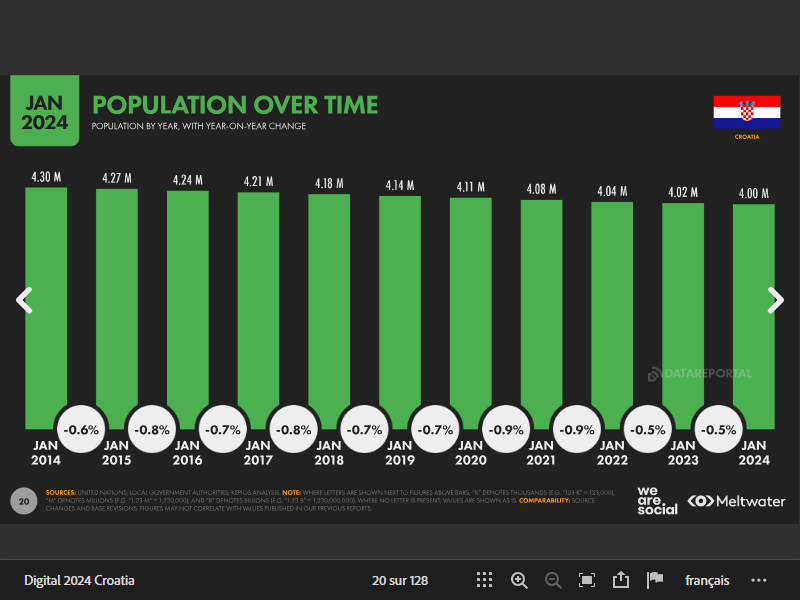 JAN
2024
POPULATION OVER TIME
POPULATION BY YEAR, WITH YEAR-ON-YEAR CHANGE
CROATIA
4.30 M 4.27 M 4.24 M 4.21 M 4.18 M 4.14 M 4.11 M 4.08 M 4.04 M 4.02 M 4.00 M
DATAREPORTAL
-0.6% -0.8% -0.7% -0.8% -0.7% -0.7% -0.9% -0.9% -0.5% -0.5%
JAN JAN JAN JAN JAN JAN JAN JAN JAN JAN JAN
2014 2015 2016 2017 2018 2019 2020 2021 2022 2023 2024
20
SOURCES: UNITED NATIONS; LOCAL GOVERNMENT AUTHORITIES; KEPIOS ANALYSIS. NOTE: WHERE LETTERS ARE SHOWN NEXT TO FIGURES ABOVE BARS, "K" DENOTES THOUSANDS (E.G. "123 K" = 123,000),
"M" DENOTES MILLIONS (E.G. "1.23 M" = 1,230,000), AND "B" DENOTES BILLIONS (E.G. "1.23 B" = 1,230,000,000). WHERE NO LETTER IS PRESENT, VALUES ARE SHOWN AS IS. COMPARABILITY: SOURCE
CHANGES AND BASE REVISIONS. FIGURES MAY NOT CORRELATE WITH VALUES PUBLISHED IN OUR PREVIOUS REPORTS.
we
are.
social
Meltwater
Digital 2024 Croatia
20 sur 128
français